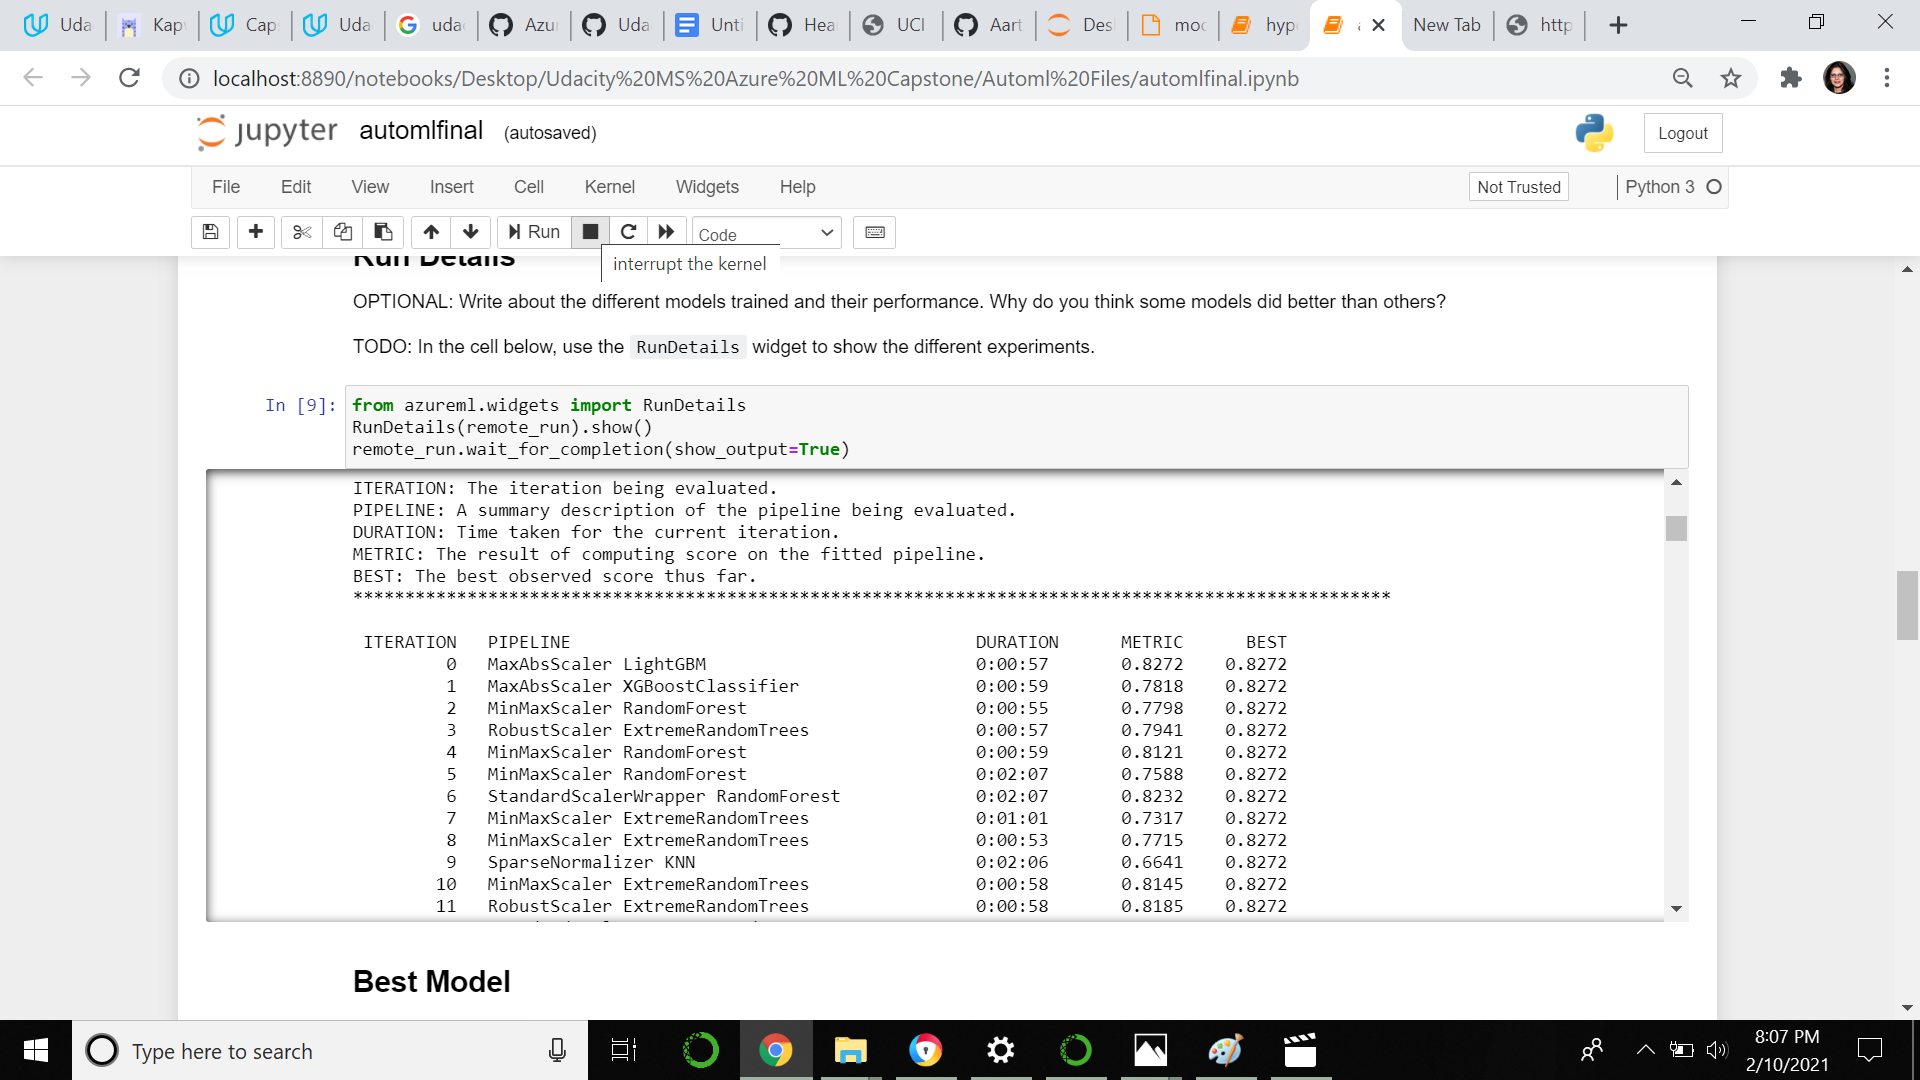 Uda
Kap
Cap
Uda
uda
Azu
Uda
Unti
Hea
UCI
Aart
Des
moc
hyp
New Tab
http
localhost:8890/notebooks/Desktop/Udacity%20MS%20Azure%20ML%20Capstone/Automl%20Files/automlfinal.ipynb
jupyter automlfinal (autosaved)
Logout
File Edit View Insert Cell Kernel Widgets Help
Not Trusted
Python 3
Run
Code
interrupt the kernel
Run Details
OPTIONAL: Write about the different models trained and their performance. Why do you think some models did better than others?
TODO: In the cell below, use the RunDetails widget to show the different experiments.
In [9]: from azureml.widgets import RunDetails
RunDetails(remote_run).show()
remote_run.wait_for_completion(show_output=True)
ITERATION: The iteration being evaluated.
PIPELINE: A summary description of the pipeline being evaluated.
DURATION: Time taken for the current iteration.
METRIC: The result of computing score on the fitted pipeline.
BEST: The best observed score thus far.
****************************************************************************************************
ITERATION PIPELINE DURATION METRIC BEST
0 MaxAbsScaler LightGBM 0:00:57 0.8272 0.8272
1 MaxAbsScaler XGBoostClassifier 0:00:59 0.7818 0.8272
2 MinMaxScaler RandomForest 0:00:55 0.7798 0.8272
3 RobustScaler ExtremeRandomTrees 0:00:57 0.7941 0.8272
4 MinMaxScaler RandomForest 0:00:59 0.8121 0.8272
5 MinMaxScaler RandomForest 0:02:07 0.7588 0.8272
6 StandardScalerWrapper RandomForest 0:02:07 0.8232 0.8272
7 MinMaxScaler ExtremeRandomTrees 0:01:01 0.7317 0.8272
8 MinMaxScaler ExtremeRandomTrees 0:00:53 0.7715 0.8272
9 SparseNormalizer KNN 0:02:06 0.6641 0.8272
10 MinMaxScaler ExtremeRandomTrees 0:00:58 0.8145 0.8272
11 RobustScaler ExtremeRandomTrees 0:00:58 0.8185 0.8272
Best Model
Type here to search
8:07 PM
2/10/2021